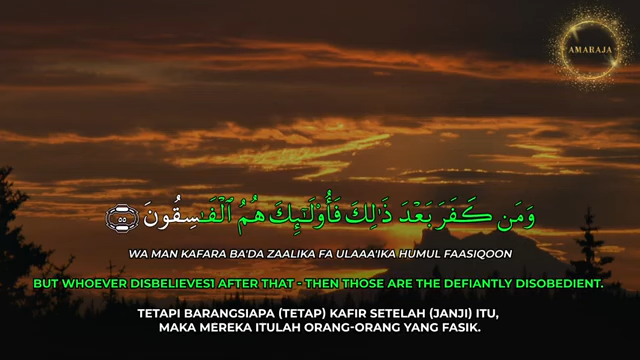 AMARAJA
وَمَن كَفَرَ بَعْدَ ذَٰلِكَ فَأُو۟لَـٰٓئِكَ هُمُ ٱلْفَـٰسِقُونَ ٥٥
WA MAN KAFARA BA'DA ZAALIKA FA ULAAA'IKA HUMUL FAASIQOON
BUT WHOEVER DISBELIEVES1 AFTER THAT - THEN THOSE ARE THE DEFIANTLY DISOBEDIENT.
TETAPI BARANGSIAPA (TETAP) KAFIR SETELAH (JANJI) ITU,
MAKA MEREKA ITULAH ORANG-ORANG YANG FASIK.